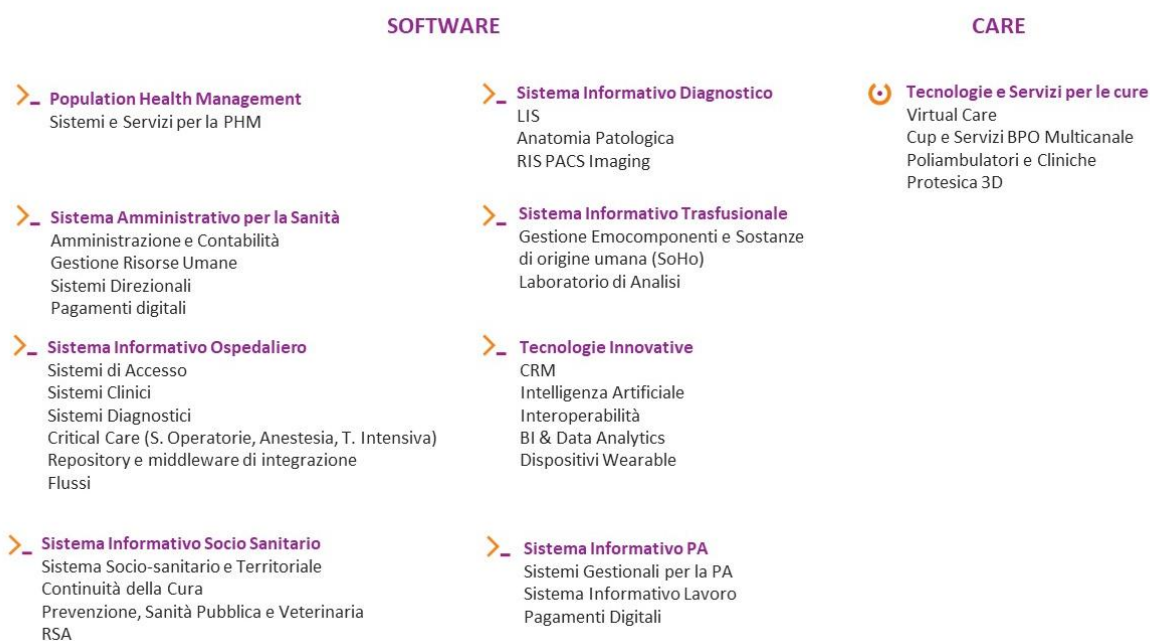 SOFTWARE
CARE
Population Health Management
Sistemi e Servizi per la PHM
Sistema Informativo Diagnostico
LIS
Anatomia Patologica
RIS PACS Imaging
Tecnologie e Servizi per le cure
Virtual Care
Cup e Servizi BPO Multicanale
Poliambulatori e Cliniche
Protesica 3D
Sistema Amministrativo per la Sanità
Amministrazione e Contabilità
Gestione Risorse Umane
Sistemi Direzionali
Pagamenti digitali
Sistema Informativo Trasfusionale
Gestione Emocomponenti e Sostanze
di origine umana (SoHo)
Laboratorio di Analisi
Sistema Informativo Ospedaliero
Sistemi di Accesso
Sistemi Clinici
Sistemi Diagnostici
Critical Care (S. Operatorie, Anestesia, T. Intensiva)
Repository e middleware di integrazione
Flussi
Tecnologie Innovative
CRM
Intelligenza Artificiale
Interoperabilità
BI & Data Analytics
Dispositivi Wearable
Sistema Informativo Socio Sanitario
Sistema Socio-sanitario e Territoriale
Continuità della Cura
Prevenzione, Sanità Pubblica e Veterinaria
RSA
Sistema Informativo PA
Sistemi Gestionali per la PA
Sistema Informativo Lavoro
Pagamenti Digitali